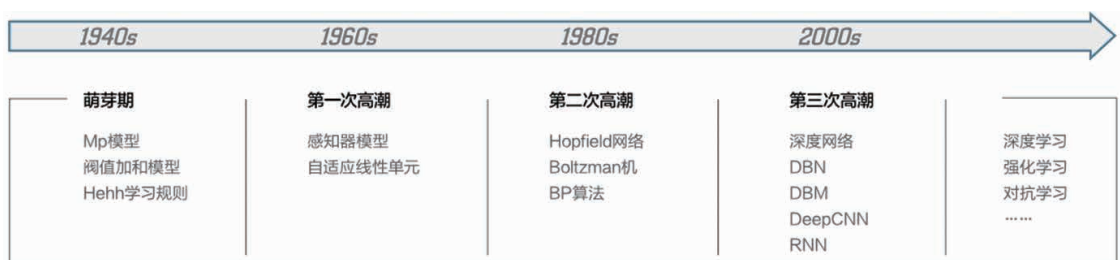 1940s
1960s
1980s
2000s
萌芽期
Mp模型
阀值加和模型
Hehh学习规则
第一次高潮
感知器模型
自适应线性单元
第二次高潮
Hopfield网络
Boltzman机
BP算法
第三次高潮
深度网络
DBN
DBM
DeepCNN
RNN
深度学习
强化学习
对抗学习
……